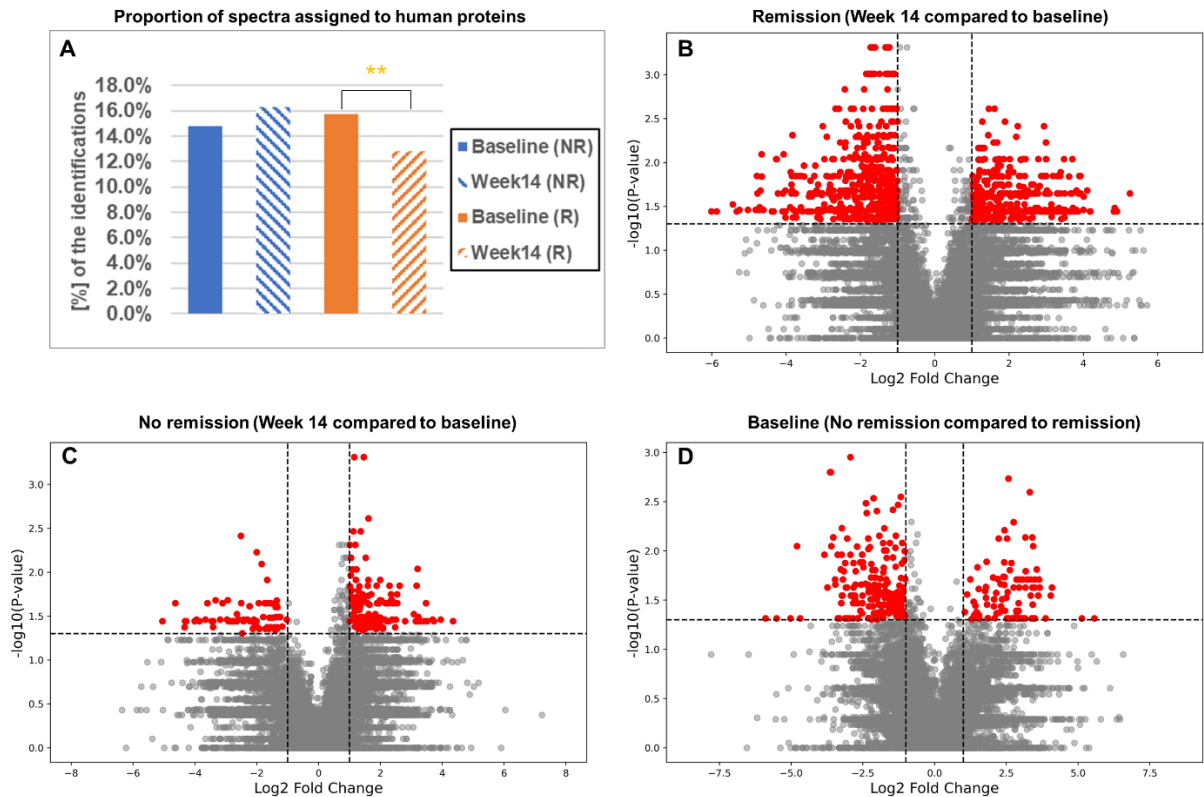 Proportion of spectra assigned to human proteins
A
[%] of the identifications
18.0%
16.0%
14.0%
12.0%
10.0%
8.0%
6.0%
4.0%
2.0%
0.0%
**
Baseline (NR)
Week14 (NR)
Baseline (R)
Week14 (R)
Remission (Week 14 compared to baseline)
B
-log10(P-value)
3.0
2.5
2.0
1.5
1.0
0.5
0.0
−6 −4 −2 0 2 4 6
Log2 Fold Change
No remission (Week 14 compared to baseline)
C
-log10(P-value)
3.0
2.5
2.0
1.5
1.0
0.5
0.0
−8 −6 −4 −2 0 2 4 6 8
Log2 Fold Change
Baseline (No remission compared to remission)
D
-log10(P-value)
3.0
2.5
2.0
1.5
1.0
0.5
0.0
−7.5 −5.0 −2.5 0.0 2.5 5.0 7.5
Log2 Fold Change